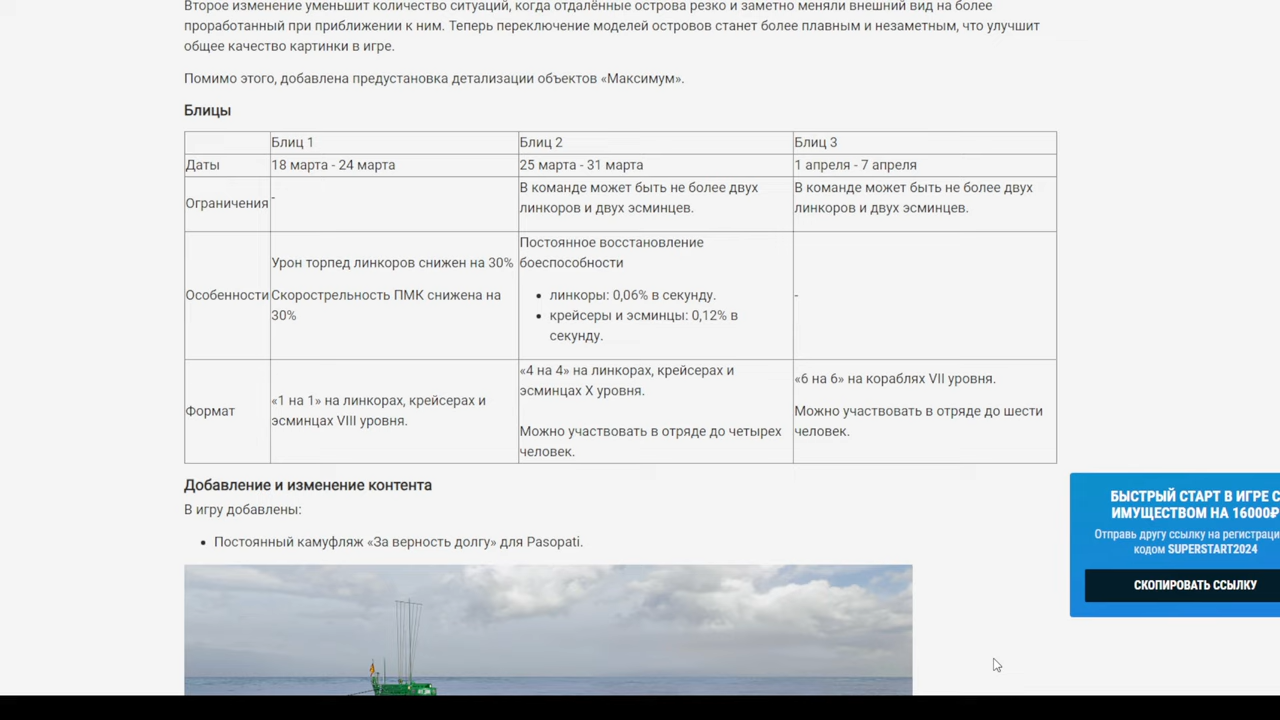 Второе изменение уменьшит количество ситуаций, когда отдалённые острова резко и заметно меняли внешний вид на более
проработанный при приближении к ним. Теперь переключение моделей островов станет более плавным и незаметным, что улучшит
общее качество картинки в игре.
Помимо этого, добавлена предустановка детализации объектов «Максимум».
Блицы
Блиц 1 Блиц 2 Блиц 3
Даты 18 марта - 24 марта 25 марта - 31 марта 1 апреля - 7 апреля
Ограничения - В команде может быть не более двух
линкоров и двух эсминцев.
В команде может быть не более двух
линкоров и двух эсминцев.
Особенности
Урон торпед линкоров снижен на 30%
Скорострельность ПМК снижена на
30%
Постоянное восстановление
боеспособности
• линкоры: 0,06% в секунду.
• крейсеры и эсминцы: 0,12% в
секунду.
-
Формат
«1 на 1» на линкорах, крейсерах и
эсминцах VIII уровня.
«4 на 4» на линкорах, крейсерах и
эсминцах X уровня.
Можно участвовать в отряде до четырех
человек.
«6 на 6» на кораблях VII уровня.
Можно участвовать в отряде до шести
человек.
Добавление и изменение контента
В игру добавлены:
• Постоянный камуфляж «За верность долгу» для Pasopati.
БЫСТРЫЙ СТАРТ В ИГРЕ С
ИМУЩЕСТВОМ НА 16000₽
Отправь другу ссылку на регистраци
кодом SUPERSTART2024
СКОПИРОВАТЬ ССЫЛКУ